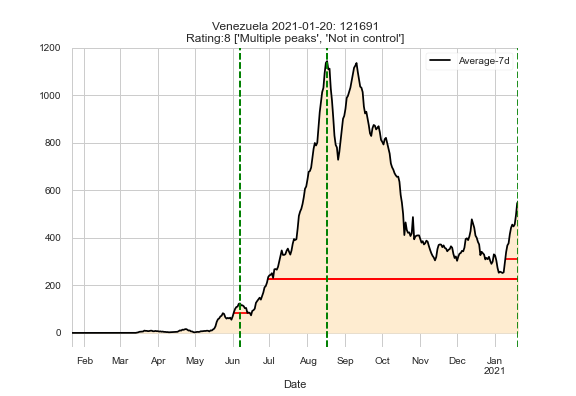 Venezuela 2021-01-20: 121691
Rating:8 ['Multiple peaks', 'Not in control']
1200
Average-7d
1000
800
600
400
200
0
Feb Mar Apr May Jun Jul Aug Sep Oct Nov Dec Jan
2021
Date